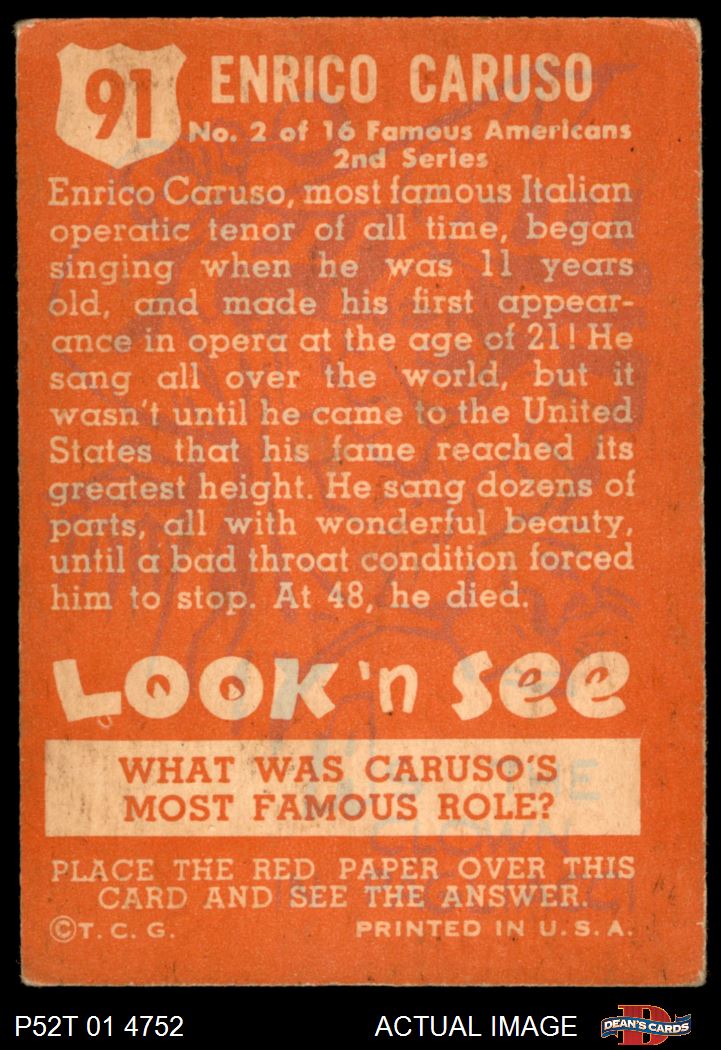 91
ENRICO CARUSO
No. 2 of 16 Famous Americans
2nd Series
Enrico Caruso, most famous Italian
operatic tenor of all time, began
singing when he was 11 years
old, and made his first appear-
ance in opera at the age of 21! He
sang all over the world, but it
wasn't until he came to the United
States that his fame reached its
greatest height. He sang dozens of
parts, all with wonderful beauty,
until a bad throat condition forced
him to stop. At 48, he died.
LOOK 'n SEE
WHAT WAS CARUSO'S
MOST FAMOUS ROLE?
THE
CLOWN
PLACE THE RED PAPER OVER THIS
CARD AND SEE THE ANSWER.
©T. C. G. PRINTED IN U. S. A.
P52T 01 4752 ACTUAL IMAGE DEAN'S CARDS